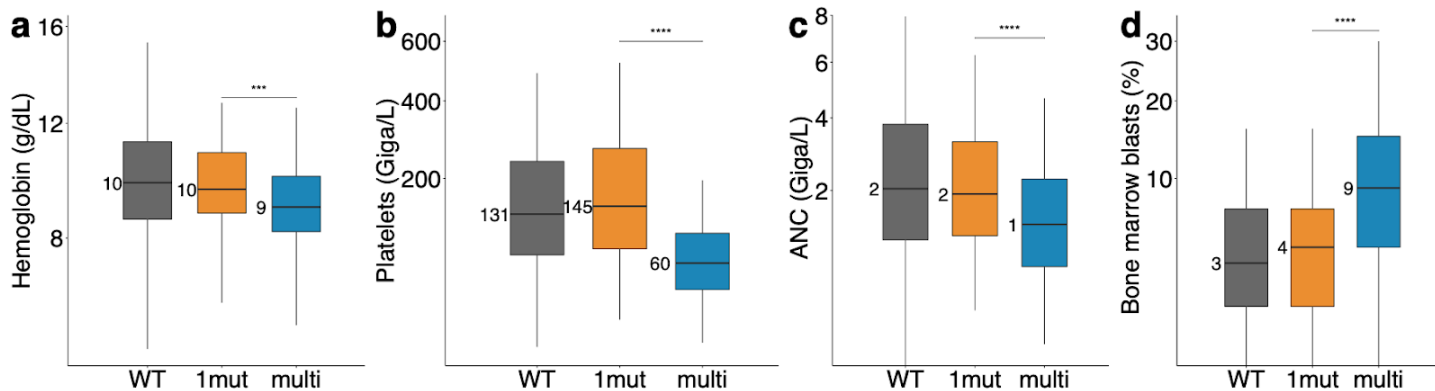 a
Hemoglobin (g/dL)
16
12
8
10
10
9
***
WT 1mut multi
b
Platelets (Giga/L)
600
400
200
131
145
60
****
WT 1mut multi
c
ANC (Giga/L)
8
6
4
2
2
2
1
****
WT 1mut multi
d
Bone marrow blasts (%)
30
20
10
3
4
9
****
WT 1mut multi